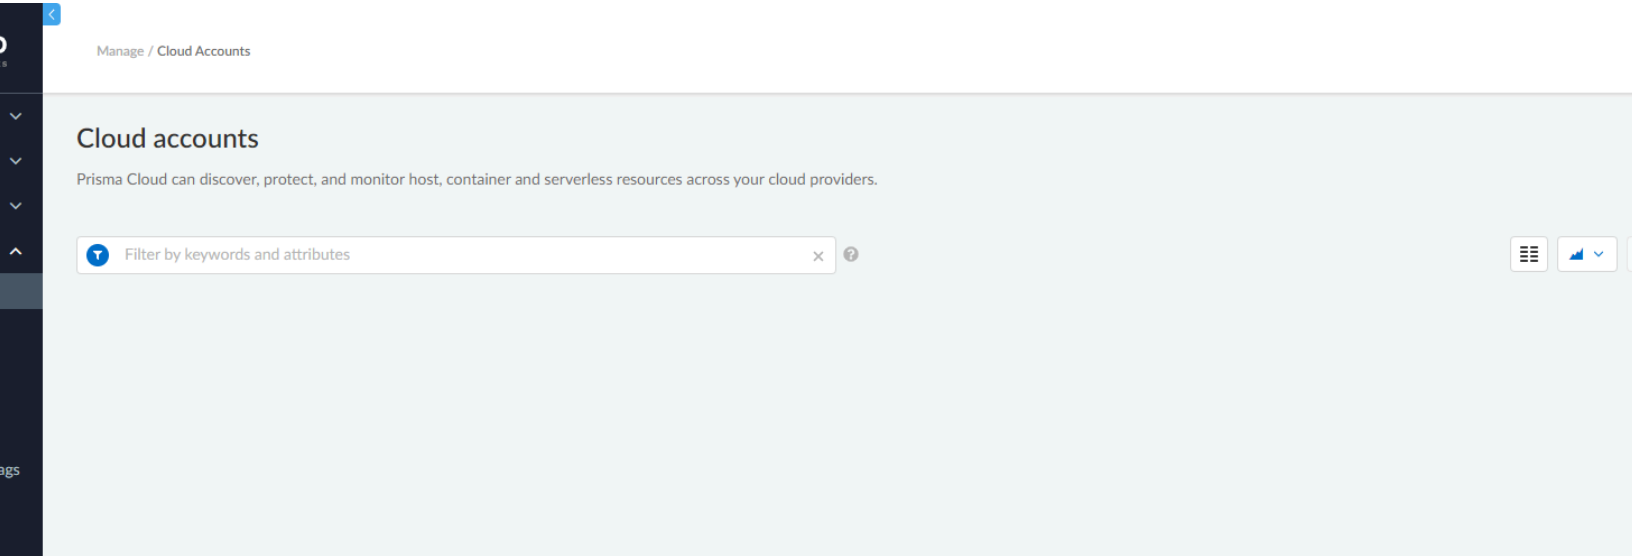 Manage / Cloud Accounts
Cloud accounts
Prisma Cloud can discover, protect, and monitor host, container and serverless resources across your cloud providers.
Filter by keywords and attributes
ags